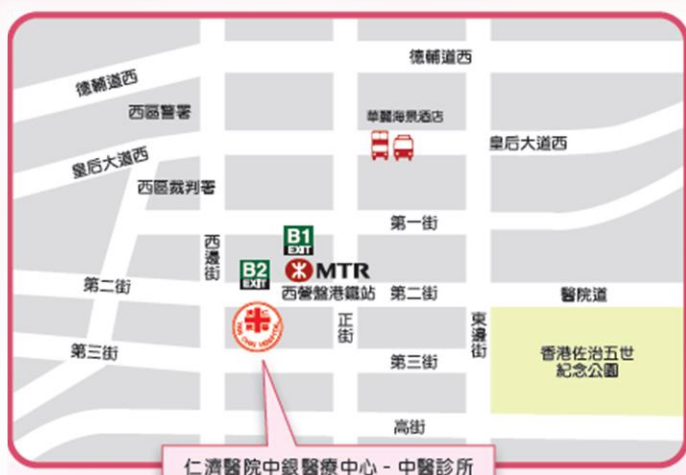 德輔道西
德輔道西
西區警署
華麗海景酒店
皇后大道西
皇后大道西
西區裁判署
第一街
西邊街
B1
EXIT
B2
EXIT
MTR
西營盤港鐵站
第二街
第二街
醫院道
YAN CHAI HOSPITAL
正街
東邊街
第三街
第三街
香港佐治五世
紀念公園
高街
仁濟醫院中銀醫療中心 - 中醫診所